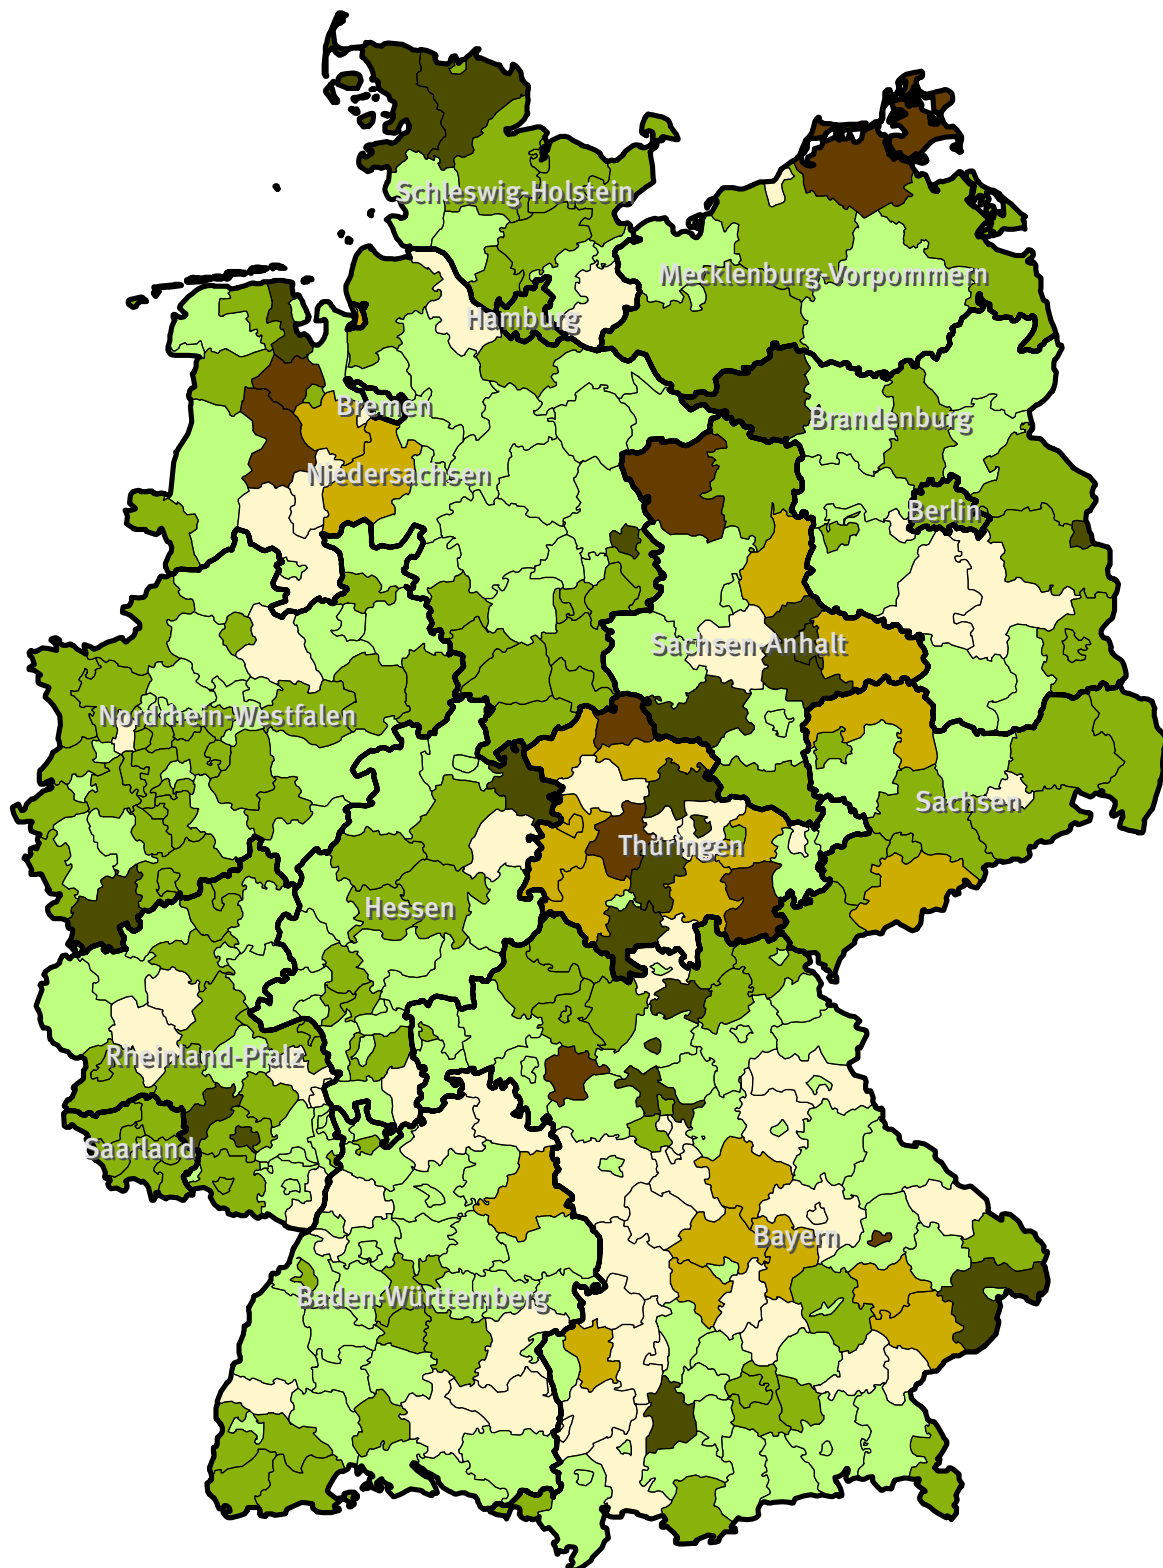 Schleswig-Holstein
Mecklenburg-Vorpommern
Hamburg
Bremen
Brandenburg
Niedersachsen
Berlin
Sachsen-Anhalt
Nordrhein-Westfalen
Sachsen
Thüringen
Hessen
Rheinland-Pfalz
Saarland
Bayern
Baden-Württemberg